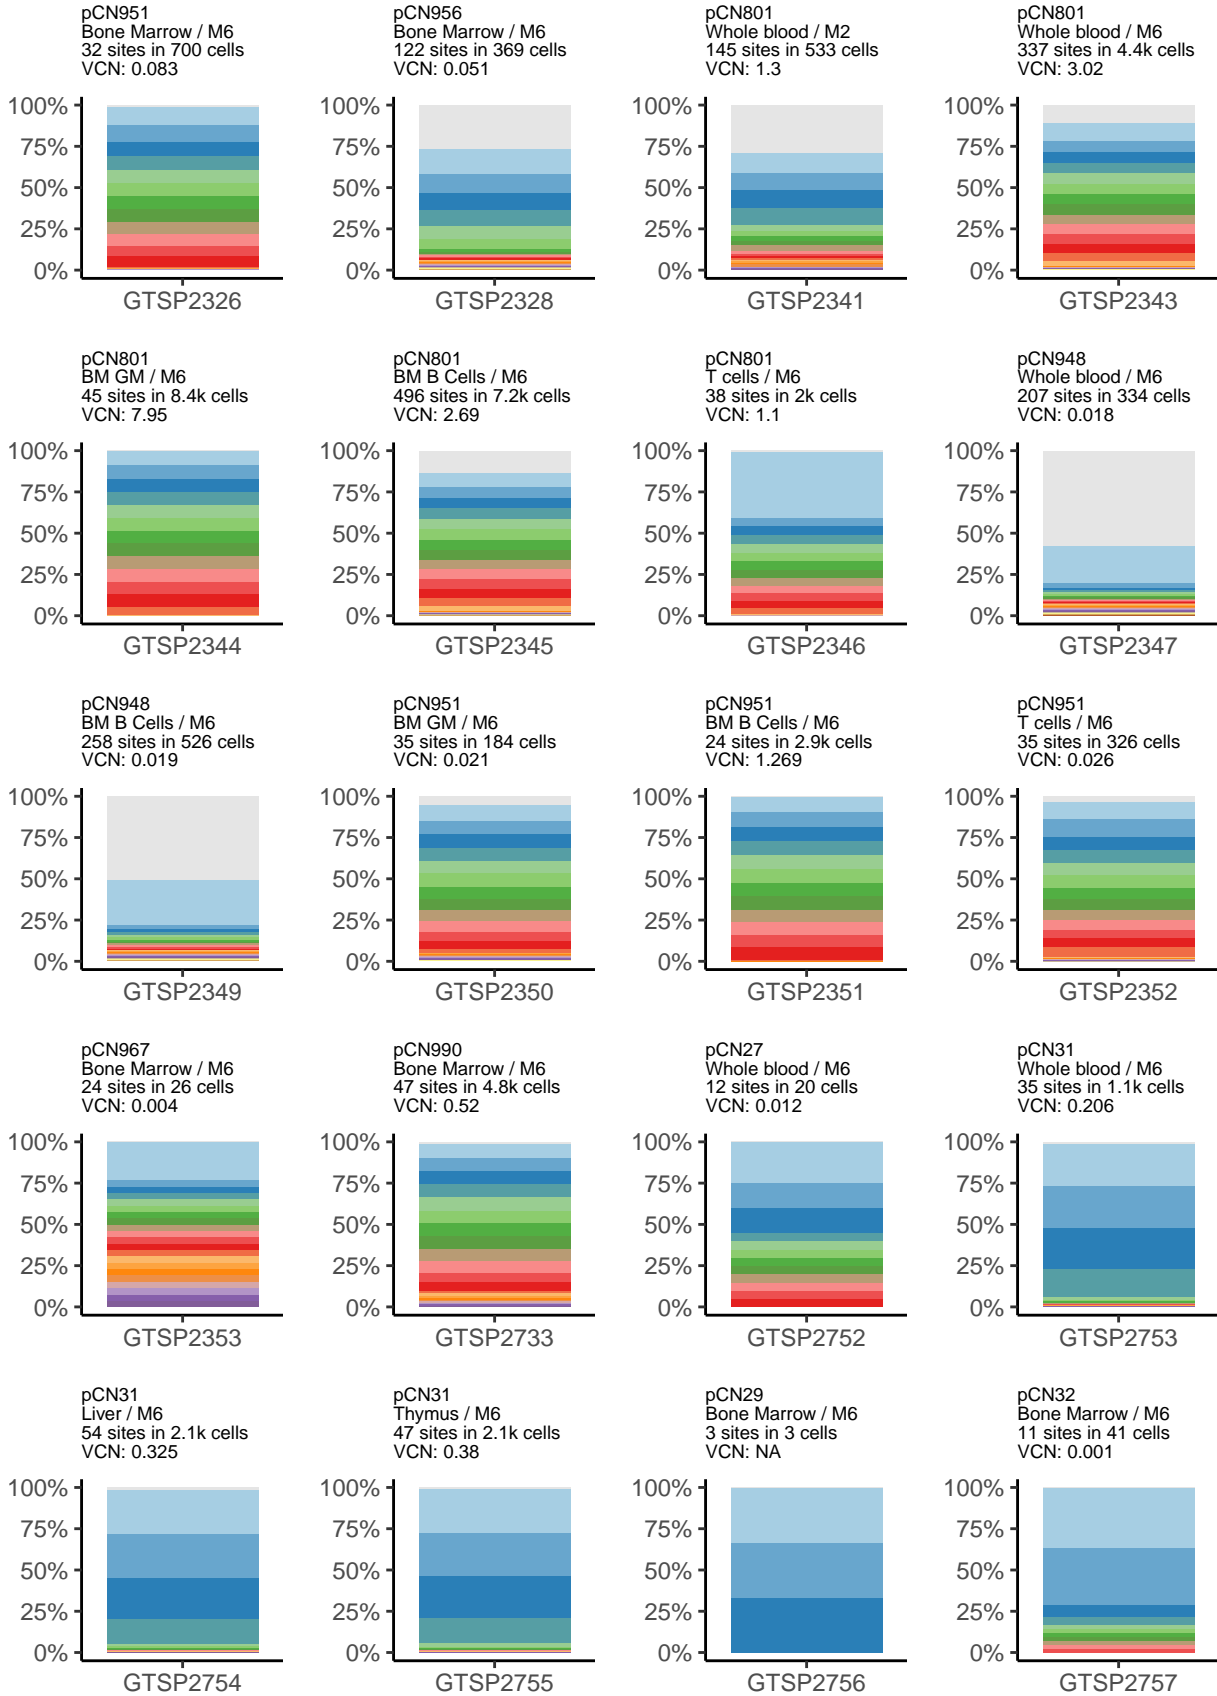 pCN951
Bone Marrow / M6
32 sites in 700 cells
VCN: 0.083
100%
75%
50%
25%
0%
GTSP2326
pCN956
Bone Marrow / M6
122 sites in 369 cells
VCN: 0.051
100%
75%
50%
25%
0%
GTSP2328
pCN801
Whole blood / M2
145 sites in 533 cells
VCN: 1.3
100%
75%
50%
25%
0%
GTSP2341
pCN801
Whole blood / M6
337 sites in 4.4k cells
VCN: 3.02
100%
75%
50%
25%
0%
GTSP2343
pCN801
BM GM / M6
45 sites in 8.4k cells
VCN: 7.95
100%
75%
50%
25%
0%
GTSP2344
pCN801
BM B Cells / M6
496 sites in 7.2k cells
VCN: 2.69
100%
75%
50%
25%
0%
GTSP2345
pCN801
T cells / M6
38 sites in 2k cells
VCN: 1.1
100%
75%
50%
25%
0%
GTSP2346
pCN948
Whole blood / M6
207 sites in 334 cells
VCN: 0.018
100%
75%
50%
25%
0%
GTSP2347
pCN948
BM B Cells / M6
258 sites in 526 cells
VCN: 0.019
100%
75%
50%
25%
0%
GTSP2349
pCN951
BM GM / M6
35 sites in 184 cells
VCN: 0.021
100%
75%
50%
25%
0%
GTSP2350
pCN951
BM B Cells / M6
24 sites in 2.9k cells
VCN: 1.269
100%
75%
50%
25%
0%
GTSP2351
pCN951
T cells / M6
35 sites in 326 cells
VCN: 0.026
100%
75%
50%
25%
0%
GTSP2352
pCN967
Bone Marrow / M6
24 sites in 26 cells
VCN: 0.004
100%
75%
50%
25%
0%
GTSP2353
pCN990
Bone Marrow / M6
47 sites in 4.8k cells
VCN: 0.52
100%
75%
50%
25%
0%
GTSP2733
pCN27
Whole blood / M6
12 sites in 20 cells
VCN: 0.012
100%
75%
50%
25%
0%
GTSP2752
pCN31
Whole blood / M6
35 sites in 1.1k cells
VCN: 0.206
100%
75%
50%
25%
0%
GTSP2753
pCN31
Liver / M6
54 sites in 2.1k cells
VCN: 0.325
100%
75%
50%
25%
0%
GTSP2754
pCN31
Thymus / M6
47 sites in 2.1k cells
VCN: 0.38
100%
75%
50%
25%
0%
GTSP2755
pCN29
Bone Marrow / M6
3 sites in 3 cells
VCN: NA
100%
75%
50%
25%
0%
GTSP2756
pCN32
Bone Marrow / M6
11 sites in 41 cells
VCN: 0.001
100%
75%
50%
25%
0%
GTSP2757